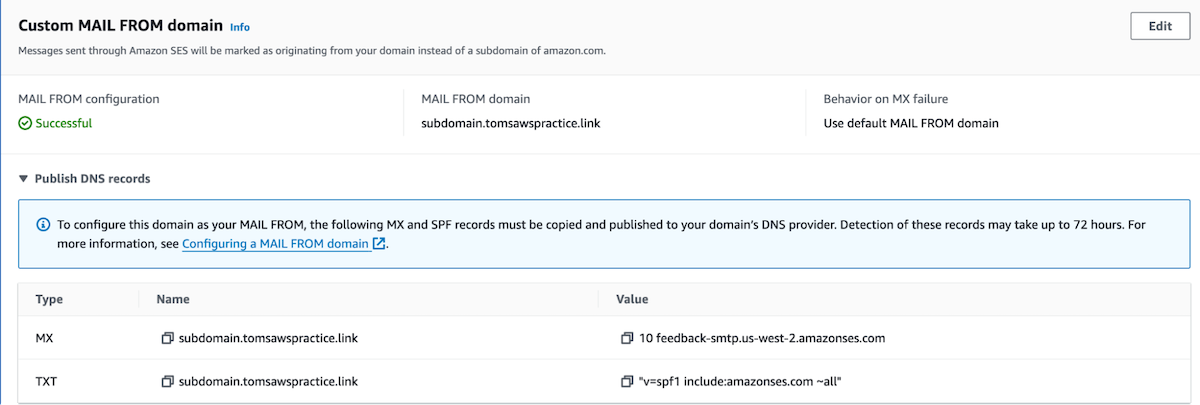 Custom MAIL FROM domain Info
Edit
Messages sent through Amazon SES will be marked as originating from your domain instead of a subdomain of amazon.com.
MAIL FROM configuration
Successful
MAIL FROM domain
subdomain.tomsawspractice.link
Behavior on MX failure
Use default MAIL FROM domain
Publish DNS records
To configure this domain as your MAIL FROM, the following MX and SPF records must be copied and published to your domain's DNS provider. Detection of these records may take up to 72 hours. For
more information, see Configuring a MAIL FROM domain.
Type Name Value
MX subdomain.tomsawspractice.link 10 feedback-smtp.us-west-2.amazonses.com
TXT subdomain.tomsawspractice.link "v=spf1 include:amazonses.com ~all"